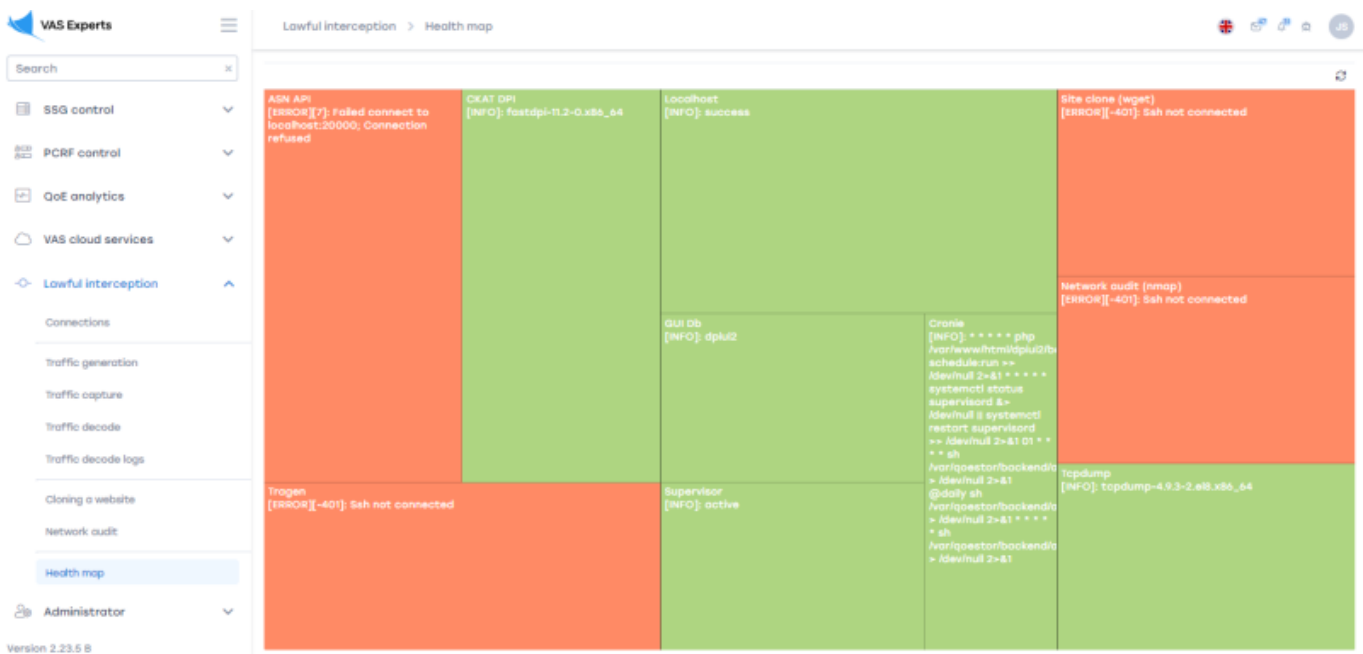 VAS Experts
Lawful interception > Health map
JS
Search
SSG control
PCRF control
QoE analytics
VAS cloud services
Lawful interception
Connections
Traffic generation
Traffic capture
Traffic decode
Traffic decode logs
Cloning a website
Network audit
Health map
Administrator
Version 2.23.5 B
ASN API
[ERROR][7]: Failed connect to
localhost:20000; Connection
refused
CKAT DPI
[INFO]: fastdpi-11.2-0.x86_64
Localhost
[INFO]: success
Site clone (wget)
[ERROR][-401]: Ssh not connected
Network audit (nmap)
[ERROR][-401]: Ssh not connected
GUI Db
[INFO]: dpiui2
Cronie
[INFO]: * * * * * php
/var/www/html/dpiui2/b
schedule:run >>
/dev/null 2>&1 * * * * *
systemctl status
supervisord &>
/dev/null || systemctl
restart supervisord
>> /dev/null 2>&1 01 * *
* * sh
/var/qoestor/backend/
> /dev/null 2>&1
@daily sh
/var/qoestor/backend/
> /dev/null 2>&1 * * * *
* sh
/var/qoestor/backend/
> /dev/null 2>&1
Tragen
[ERROR][-401]: Ssh not connected
Supervisor
[INFO]: active
Tcpdump
[INFO]: tcpdump-4.9.3-2.el8.x86_64